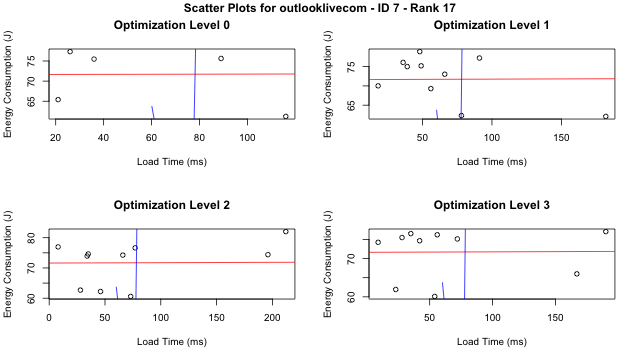 Scatter Plots for outlooklivecom - ID 7 - Rank 17
Optimization Level 0
Energy Consumption (J)
65 70 75
20 40 60 80 100
Load Time (ms)
Optimization Level 1
Energy Consumption (J)
65 75
50 100 150
Load Time (ms)
Optimization Level 2
Energy Consumption (J)
60 70 80
0 50 100 150 200
Load Time (ms)
Optimization Level 3
Energy Consumption (J)
60 70
50 100 150
Load Time (ms)